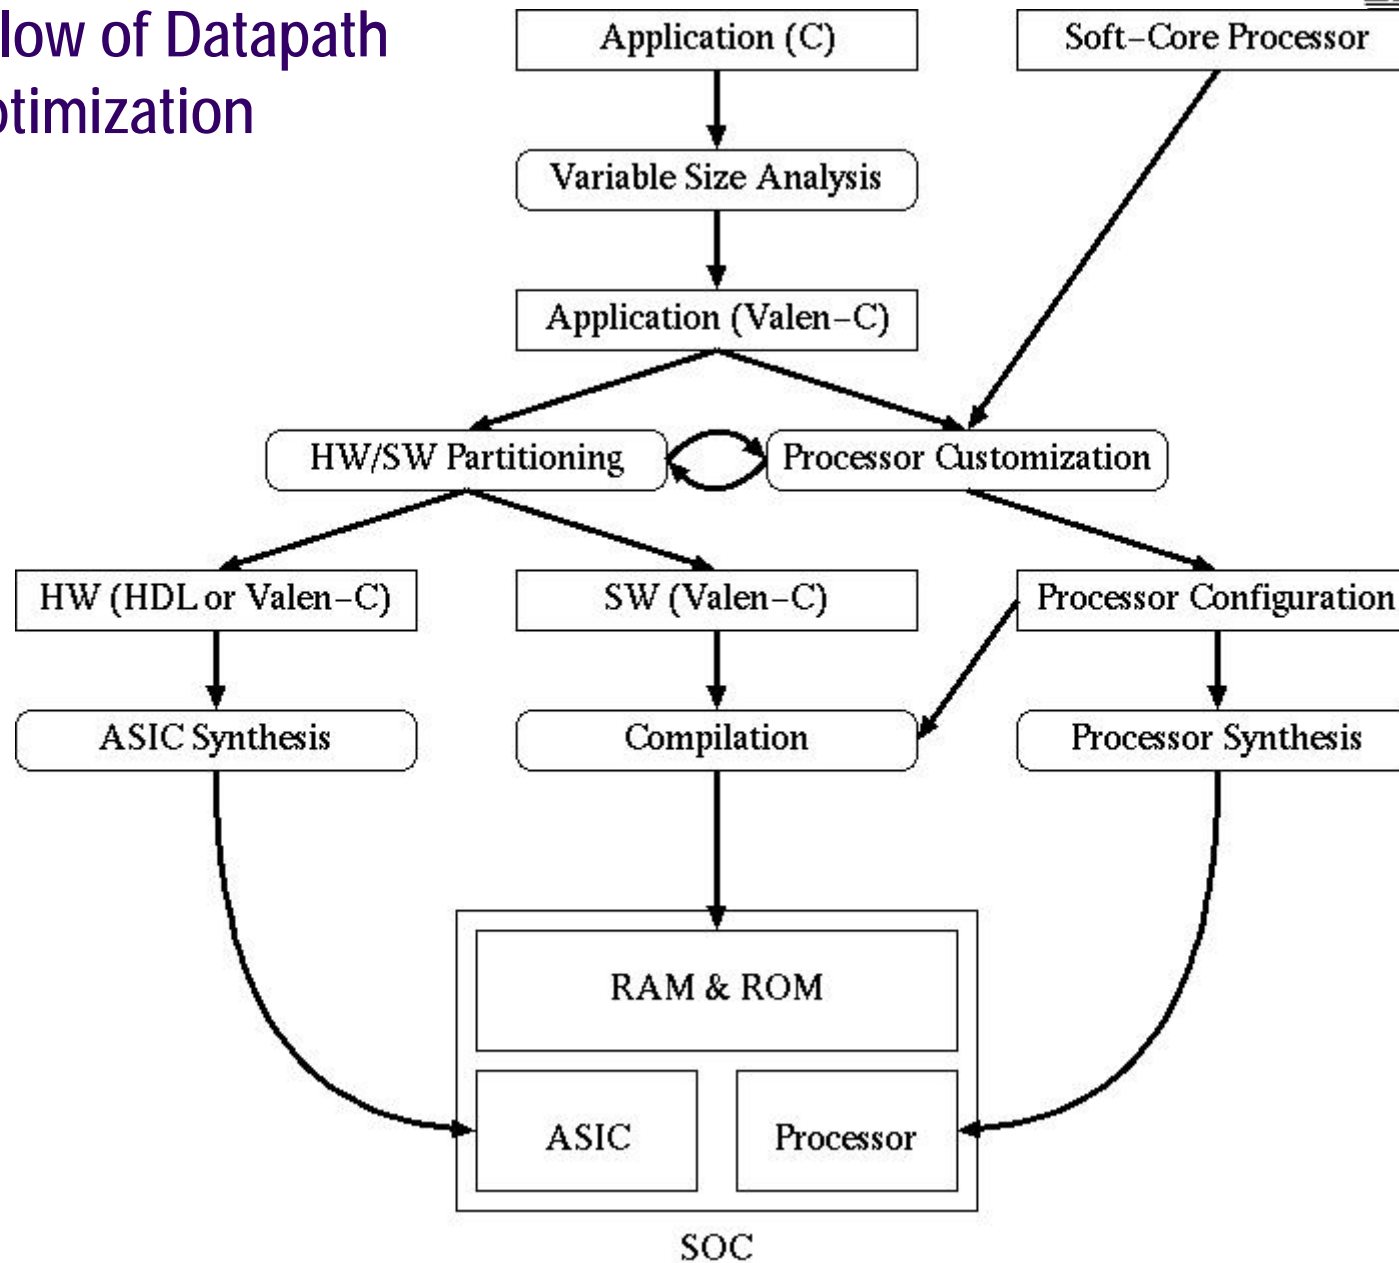 low of Datapath
otimization
Application (C)
Soft-Core Processor
Variable Size Analysis
Application (Valen-C)
HW/SW Partitioning
Processor Customization
HW (HDL or Valen-C)
SW (Valen-C)
Processor Configuration
ASIC Synthesis
Compilation
Processor Synthesis
RAM & ROM
ASIC
Processor
SOC